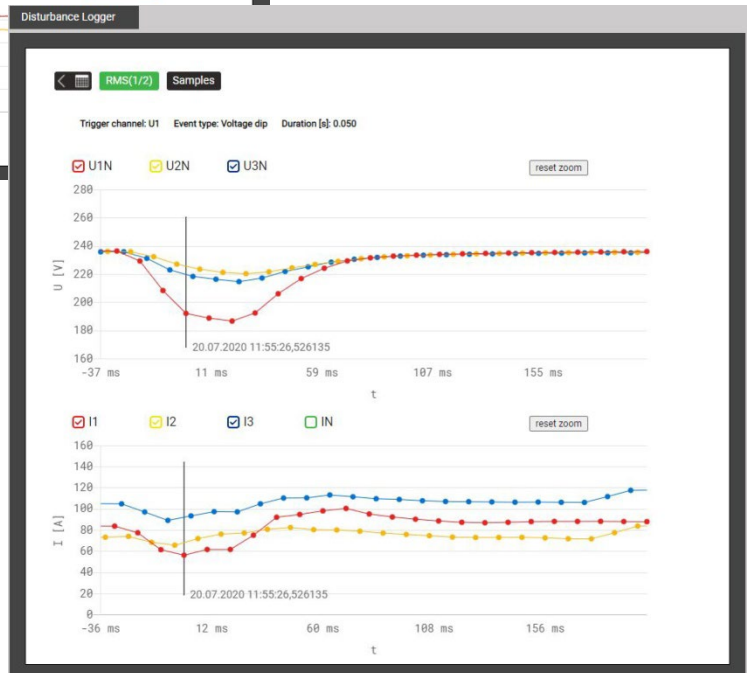 Disturbance Logger
RMS(1/2) Samples
Trigger channel: U1 Event type: Voltage dip Duration [s]: 0.050
U1N U2N U3N reset zoom
280
260
240
220
200
180
160
U [V]
20.07.2020 11:55:26,526135
-37 ms 11 ms 59 ms 107 ms 155 ms
t
I1 I2 I3 IN reset zoom
160
140
120
100
80
60
40
20
0
I [A]
20.07.2020 11:55:26,526135
-36 ms 12 ms 60 ms 108 ms 156 ms
t